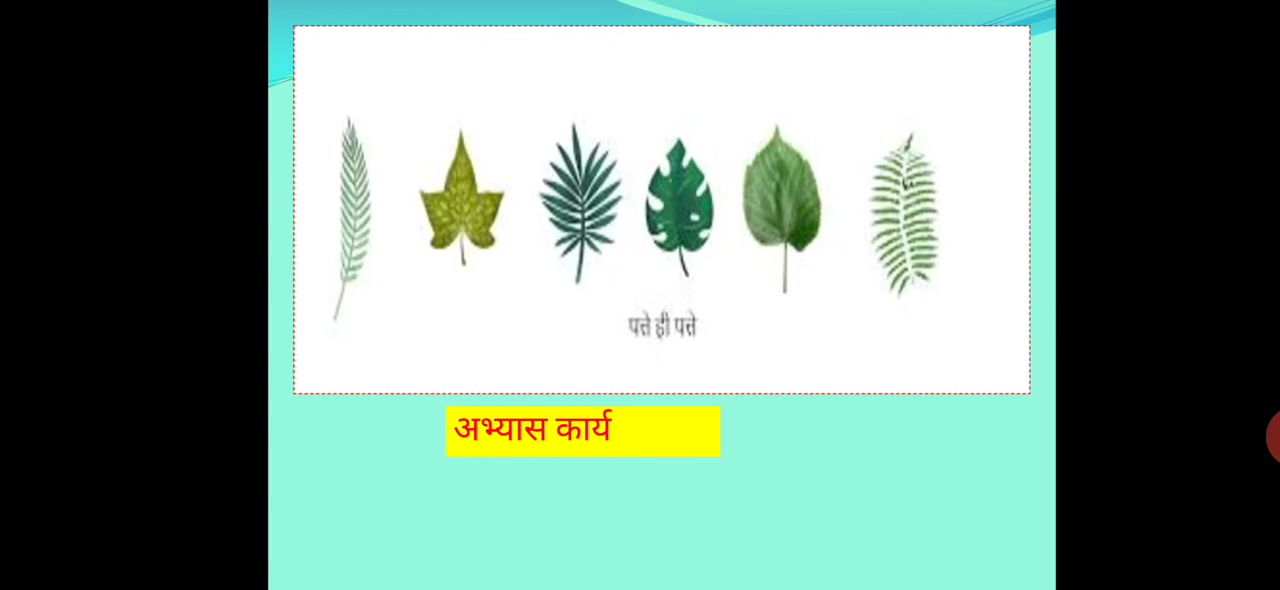 पत्ते ही पत्ते
अभ्यास कार्य